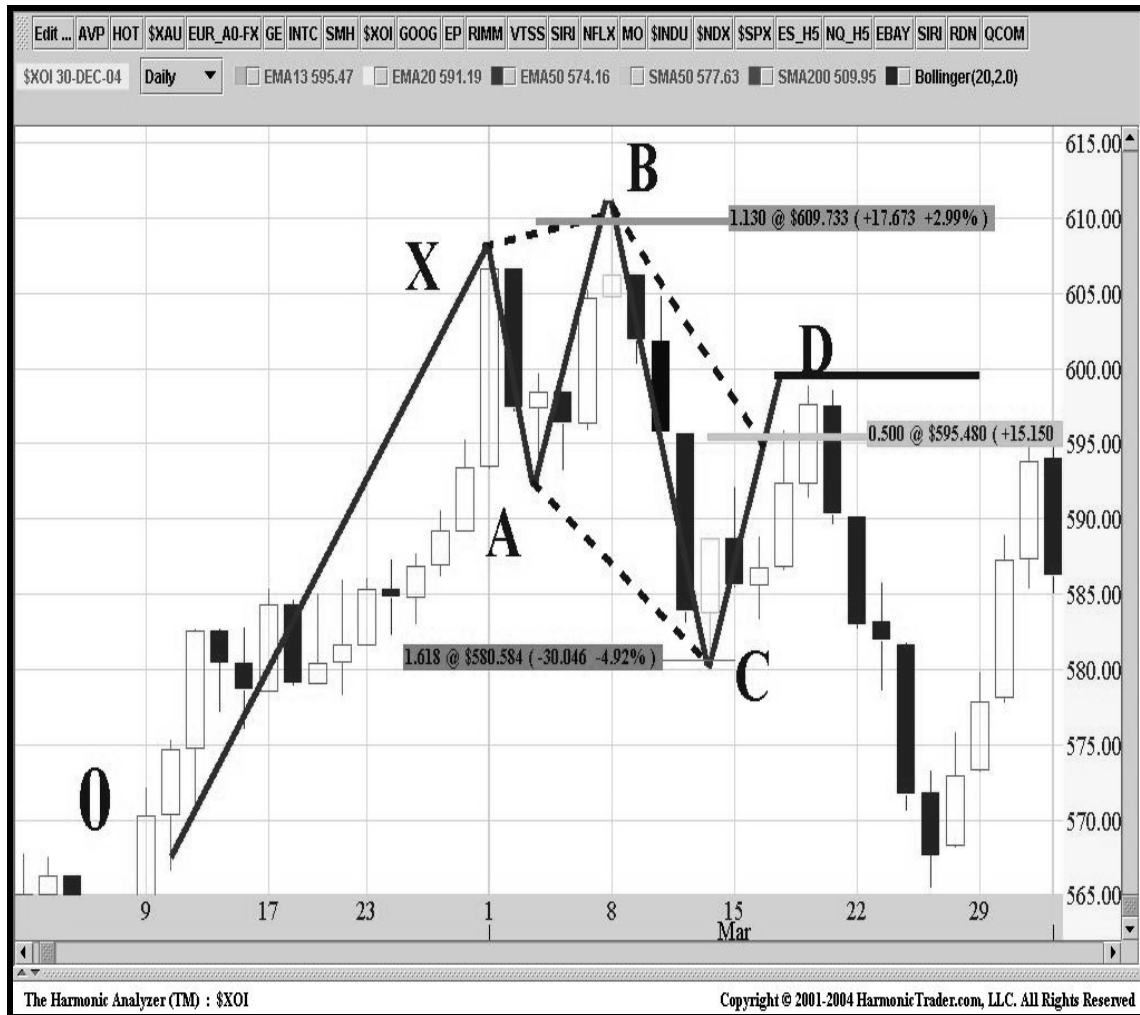 Edit ... AVP HOT $XAU EUR_A0-FX GE INTC SMH $XOI GOOG EP RIMM VTSS SIRI NFLX MO $INDU $NDX $SPX ES_H5 NQ_H5 EBAY SIRI RDN QCOM
$XOI 30-DEC-04 Daily EMA13 595.47 EMA20 591.19 EMA50 574.16 SMA50 577.63 SMA200 509.95 Bollinger(20,2.0)
615.00
B
1.130 @ $609.733 ( +17.673 +2.99% )
610.00
X
605.00
D
600.00
0.500 @ $595.480 ( +15.150
595.00
A
590.00
585.00
1.618 @ $580.584 ( -30.046 -4.92% )
C
580.00
575.00
0
570.00
565.00
9 17 23 1 8 15 22 29
Mar
The Harmonic Analyzer (TM) : $XOI
Copyright © 2001-2004 HarmonicTrader.com, LLC. All Rights Reserved